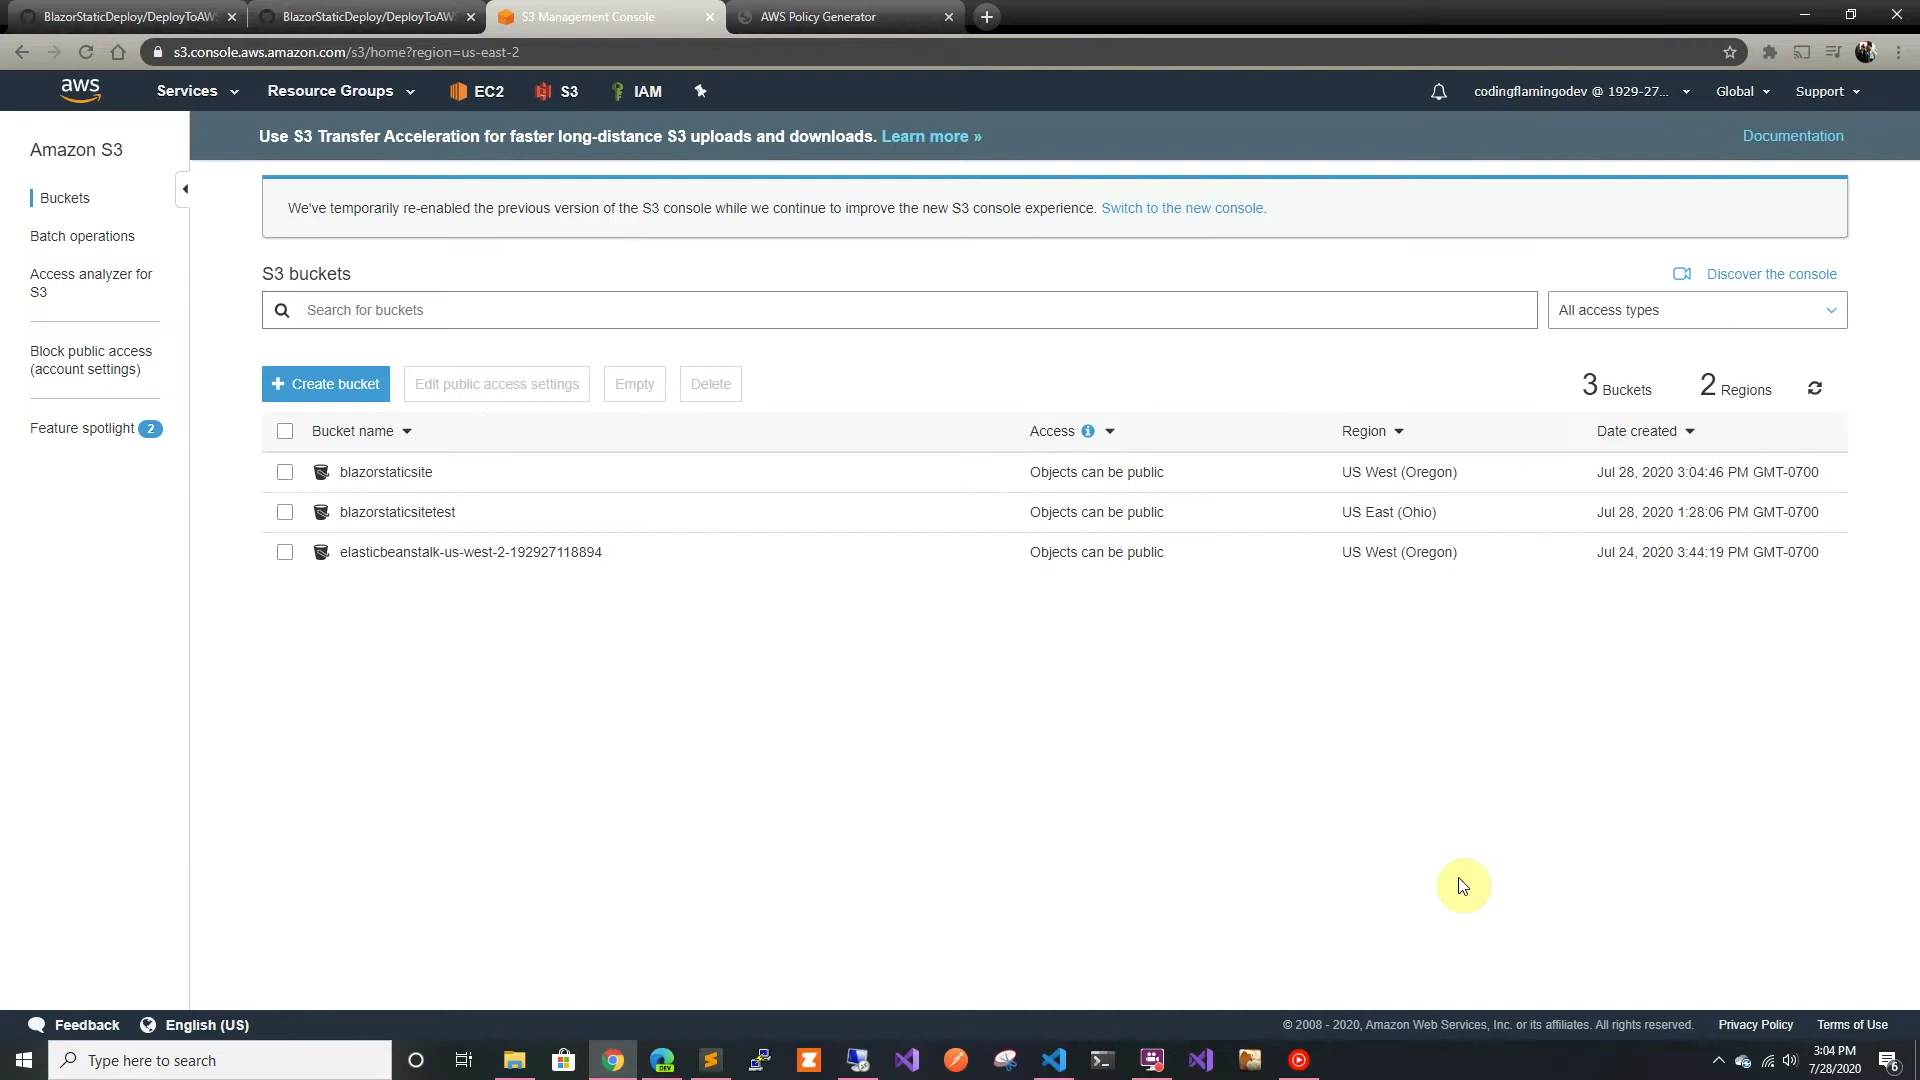 BlazorStaticDeploy/DeployToAW
BlazorStaticDeploy/DeployToAW
S3 Management Console
AWS Policy Generator
s3.console.aws.amazon.com/s3/home?region=us-east-2
aws
Services
Resource Groups
EC2
S3
IAM
codingflamingodev @ 1929-27...
Global
Support
Amazon S3
Buckets
Batch operations
Access analyzer for
S3
Block public access
(account settings)
Feature spotlight 2
Use S3 Transfer Acceleration for faster long-distance S3 uploads and downloads. Learn more »
Documentation
We've temporarily re-enabled the previous version of the S3 console while we continue to improve the new S3 console experience. Switch to the new console.
S3 buckets
Discover the console
Search for buckets
All access types
Create bucket
Edit public access settings
Empty
Delete
3 Buckets
2 Regions
Bucket name
Access
Region
Date created
blazorstaticsite
Objects can be public
US West (Oregon)
Jul 28, 2020 3:04:46 PM GMT-0700
blazorstaticsitetest
Objects can be public
US East (Ohio)
Jul 28, 2020 1:28:06 PM GMT-0700
elasticbeanstalk-us-west-2-192927118894
Objects can be public
US West (Oregon)
Jul 24, 2020 3:44:19 PM GMT-0700
Feedback
English (US)
© 2008 - 2020, Amazon Web Services, Inc. or its affiliates. All rights reserved.
Privacy Policy
Terms of Use
Type here to search
DEV
3:04 PM
7/28/2020
6